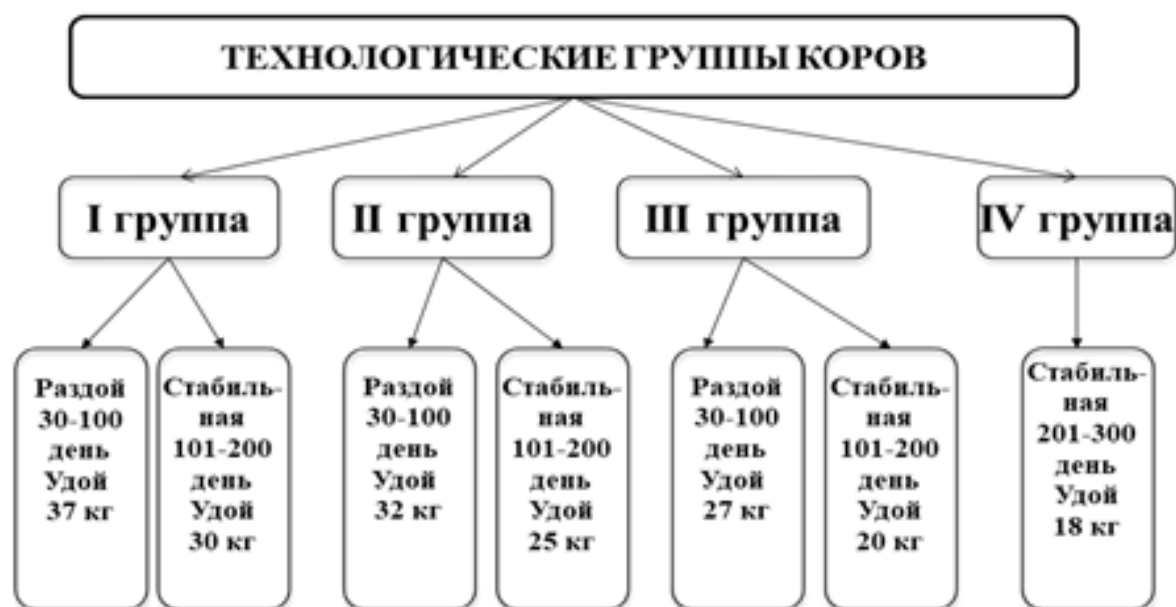 ТЕХНОЛОГИЧЕСКИЕ ГРУППЫ КОРОВ
I группа
II группа
III группа
IV группа
Раздой
30-100
день
Удой
37 кг
Стабиль-
ная
101-200
день
Удой
30 кг
Раздой
30-100
день
Удой
32 кг
Стабиль-
ная
101-200
день
Удой
25 кг
Раздой
30-100
день
Удой
27 кг
Стабиль-
ная
101-200
день
Удой
20 кг
Стабиль-
ная
201-300
день
Удой
18 кг